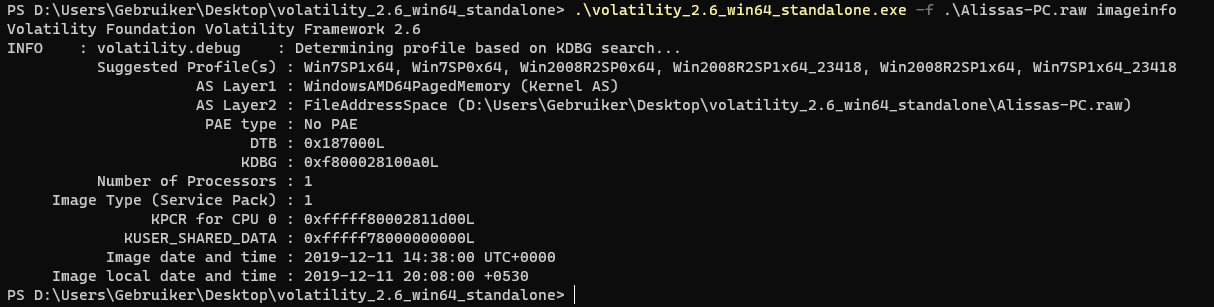 PS D:\Users\Gebruiker\Desktop\volatility_2.6_win64_standalone> .\volatility_2.6_win64_standalone.exe -f .\Alissas-PC.raw imageinfo
Volatility Foundation Volatility Framework 2.6
INFO    : volatility.debug    : Determining profile based on KDBG search...
Suggested Profile(s) : Win7SP1x64, Win7SP0x64, Win2008R2SP0x64, Win2008R2SP1x64_23418, Win2008R2SP1x64, Win7SP1x64_23418
AS Layer1 : WindowsAMD64PagedMemory (Kernel AS)
AS Layer2 : FileAddressSpace (D:\Users\Gebruiker\Desktop\volatility_2.6_win64_standalone\Alissas-PC.raw)
PAE type : No PAE
DTB : 0x187000L
KDBG : 0xf800028100a0L
Number of Processors : 1
Image Type (Service Pack) : 1
KPCR for CPU 0 : 0xfffff80002811d00L
KUSER_SHARED_DATA : 0xfffff78000000000L
Image date and time : 2019-12-11 14:38:00 UTC+0000
Image local date and time : 2019-12-11 20:08:00 +0530
PS D:\Users\Gebruiker\Desktop\volatility_2.6_win64_standalone>